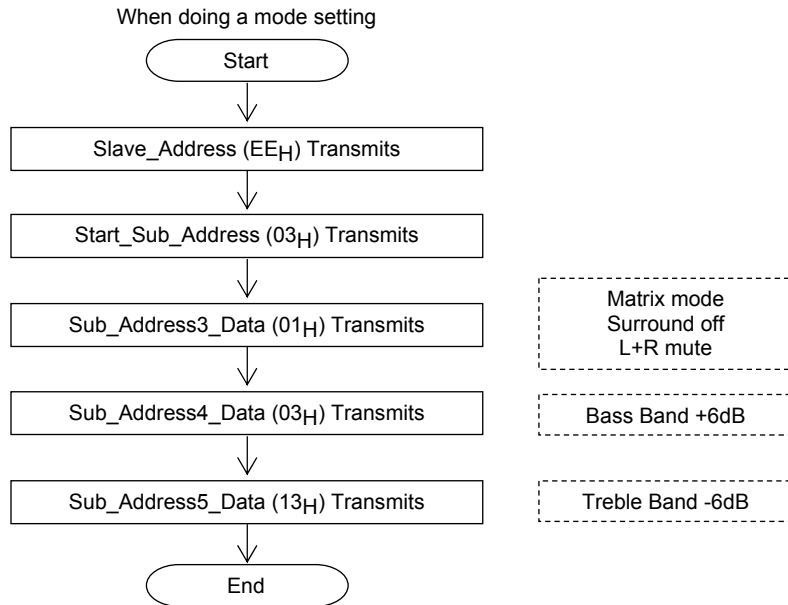 When doing a mode setting
Start
Slave_Address (EEH) Transmits
Start_Sub_Address (03H) Transmits
Sub_Address3_Data (01H) Transmits
Matrix mode
Surround off
L+R mute
Sub_Address4_Data (03H) Transmits
Bass Band +6dB
Sub_Address5_Data (13H) Transmits
Treble Band -6dB
End